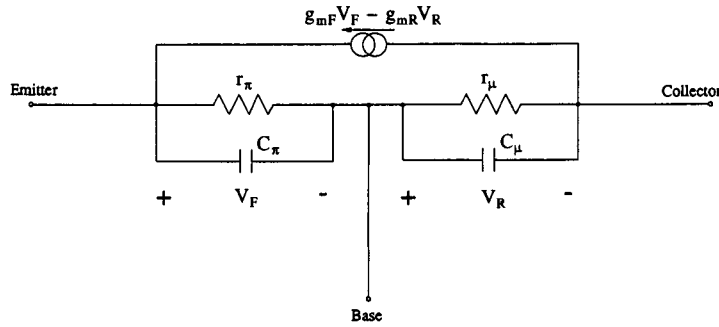 g_mF V_F – g_mR V_R
Emitter
r_π
r_μ
Collector
C_π
C_μ
+ V_F - + V_R -
Base